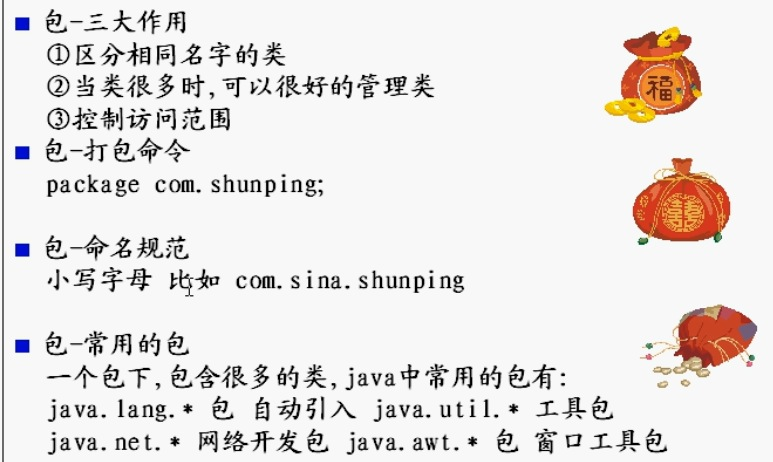 包-三大作用
①区分相同名字的类
②当类很多时,可以很好的管理类
③控制访问范围
包-打包命令
package com.shunping;
包-命名规范
小写字母 比如 com.sina.shunping
包-常用的包
一个包下,包含很多的类,java中常用的包有:
java.lang.* 包 自动引入 java.util.* 工具包
java.net.* 网络开发包 java.awt.* 包 窗口工具包
福
囍